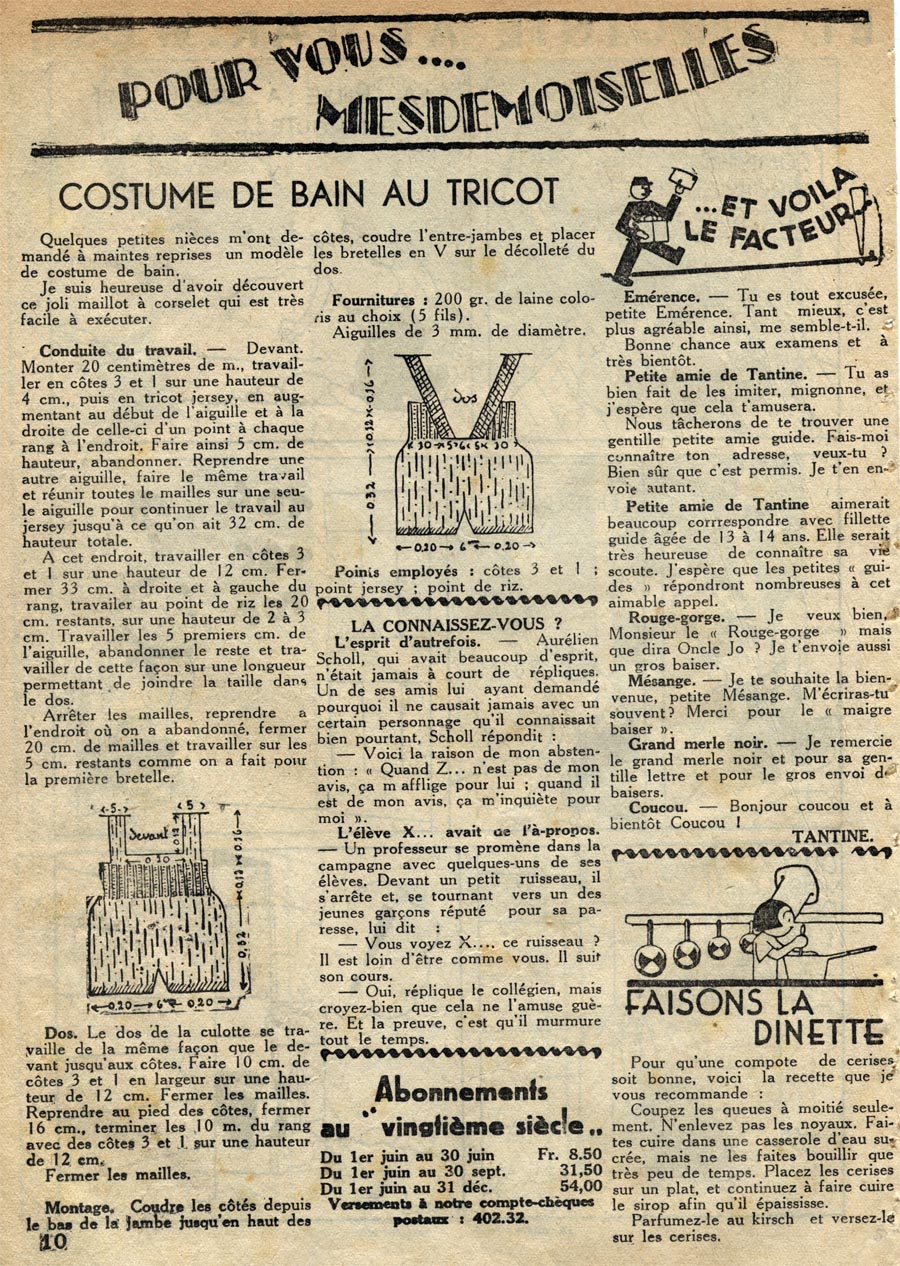 POUR VOUS....
MESDEMOISELLES
COSTUME DE BAIN AU TRICOT
Quelques petites nièces m'ont de-
mandé à maintes reprises un modèle
de costume de bain.
Je suis heureuse d'avoir découvert
ce joli maillot à corselet qui est très
facile à exécuter.
Conduite du travail. — Devant.
Monter 20 centimètres de m., travail-
ler en côtes 3 et 1 sur une hauteur de
4 cm., puis en tricot jersey, en aug-
mentant au début de l'aiguille et à la
droite de celle-ci d'un point à chaque
rang à l'endroit. Faire ainsi 5 cm. de
hauteur, abandonner. Reprendre une
autre aiguille, faire le même travail
et réunir toutes le mailles sur une seu-
le aiguille pour continuer le travail au
jersey jusqu'à ce qu'on ait 32 cm. de
hauteur totale.
A cet endroit, travailler en côtes 3
et 1 sur une hauteur de 12 cm. Fer-
mer 33 cm. à droite et à gauche du
rang, travailer au point de riz les 20
cm. restants, sur une hauteur de 2 à 3
cm. Travailler les 5 premiers cm. de
l'aiguille, abandonner le reste et tra-
vailler de cette façon sur une longueur
permettant de joindre la taille dans
le dos.
Arrêter les mailles, reprendre a
l'endroit où on a abandonné, fermer
20 cm. de mailles et travailler sur les
5 cm. restants comme on a fait pour
la première bretelle.
5 5
Devant
0.12
0.20
0.16
0.12
0.32
0.20 6 0.20
Dos. Le dos de la culotte se tra-
vaille de la même façon que le de-
vant jusqu'aux côtes. Faire 10 cm. de
côtes 3 et 1 en largeur sur une hau-
teur de 12 cm. Fermer les mailles.
Reprendre au pied des côtes, fermer
16 cm., terminer les 10 m. du rang
avec des côtes 3 et 1 sur une hauteur
de 12 cm.
Fermer les mailles.
Montage. Coudre les côtés depuis
le bas de la jambe jusqu'en haut des
10
côtes, coudre l'entre-jambes et placer
les bretelles en V sur le décolleté du
dos.
Fournitures : 200 gr. de laine colo-
ris au choix (5 fils).
Aiguilles de 3 mm. de diamètre.
dos
0.16
0.12
0.32
30 5 6 5 30
0.20 6 0.20
Points employés : côtes 3 et 1 ;
point jersey ; point de riz.
LA CONNAISSEZ-VOUS ?
L'esprit d'autrefois. — Aurélien
Scholl, qui avait beaucoup d'esprit,
n'était jamais à court de répliques.
Un de ses amis lui ayant demandé
pourquoi il ne causait jamais avec un
certain personnage qu'il connaissait
bien pourtant, Scholl répondit :
— Voici la raison de mon absten-
tion : « Quand Z... n'est pas de mon
avis, ça m afflige pour lui ; quand il
est de mon avis, ça m'inquiète pour
moi ».
L'élève X... avait de l'à-propos.
— Un professeur se promène dans la
campagne avec quelques-uns de ses
élèves. Devant un petit ruisseau, il
s'arrête et, se tournant vers un des
jeunes garçons réputé pour sa pa-
resse, lui dit :
— Vous voyez X.... ce ruisseau ?
Il est loin d'être comme vous. Il suit
son cours.
— Oui, réplique le collégien, mais
croyez-bien que cela ne l'amuse guè-
re. Et la preuve, c'est qu'il murmure
tout le temps.
Abonnements
au "vingtième siècle„
Du 1er juin au 30 juin Fr. 8.50
Du 1er juin au 30 sept. 31,50
Du 1er juin au 31 déc. 54,00
Versements à notre compte-chèques
postaux : 402.32.
...ET VOILA
LE FACTEUR
Emérence. — Tu es tout excusée,
petite Emérence. Tant mieux, c'est
plus agréable ainsi, me semble-t-il.
Bonne chance aux examens et à
très bientôt.
Petite amie de Tantine. — Tu as
bien fait de les imiter, mignonne, et
j'espère que cela t'amusera.
Nous tâcherons de te trouver une
gentille petite amie guide. Fais-moi
connaître ton adresse, veux-tu ?
Bien sûr que c'est permis. Je t'en en-
voie autant.
Petite amie de Tantine aimerait
beaucoup corrrespondre avec fillette
guide âgée de 13 à 14 ans. Elle serait
très heureuse de connaître sa vie
scoute. J'espère que les petites « gui-
des » répondront nombreuses à cet
aimable appel.
Rouge-gorge. — Je veux bien,
Monsieur le « Rouge-gorge » mais
que dira Oncle Jo ? Je t'envoie aussi
un gros baiser.
Mésange. — Je te souhaite la bien-
venue, petite Mésange. M'écriras-tu
souvent? Merci pour le « maigre
baiser ».
Grand merle noir. — Je remercie
le grand merle noir et pour sa gen-
tille lettre et pour le gros envoi de
baisers.
Coucou. — Bonjour coucou et à
bientôt Coucou !
TANTINE.
FAISONS LA
DINETTE
Pour qu'une compote de cerises
soit bonne, voici la recette que je
vous recommande :
Coupez les queues à moitié seule-
ment. N'enlevez pas les noyaux. Fai-
tes cuire dans une casserole d'eau su-
crée, mais ne les faites bouillir que
très peu de temps. Placez les cerises
sur un plat, et continuez à faire cuire
le sirop afin qu'il épaississe.
Parfumez-le au kirsch et versez-le
sur les cerises.